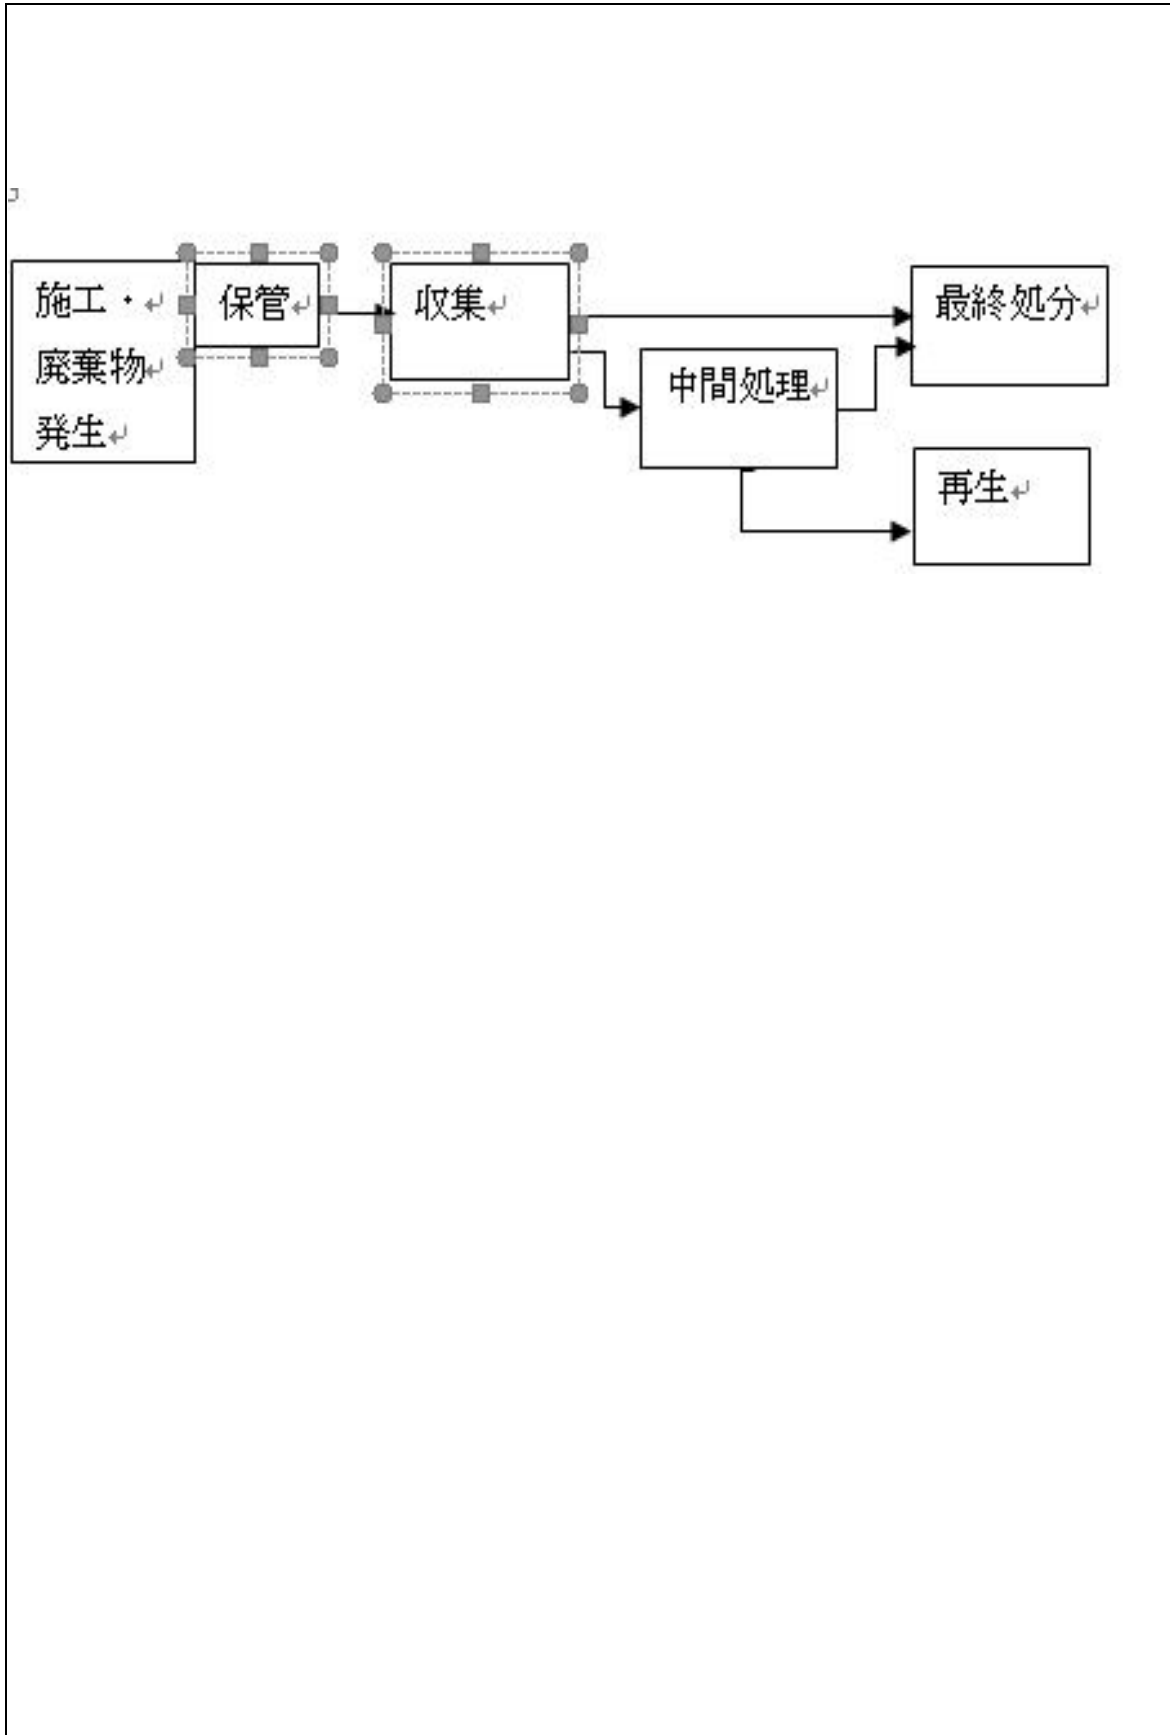 施工・
廃棄物
発生
保管
収集
中間処理
最終処分
再生